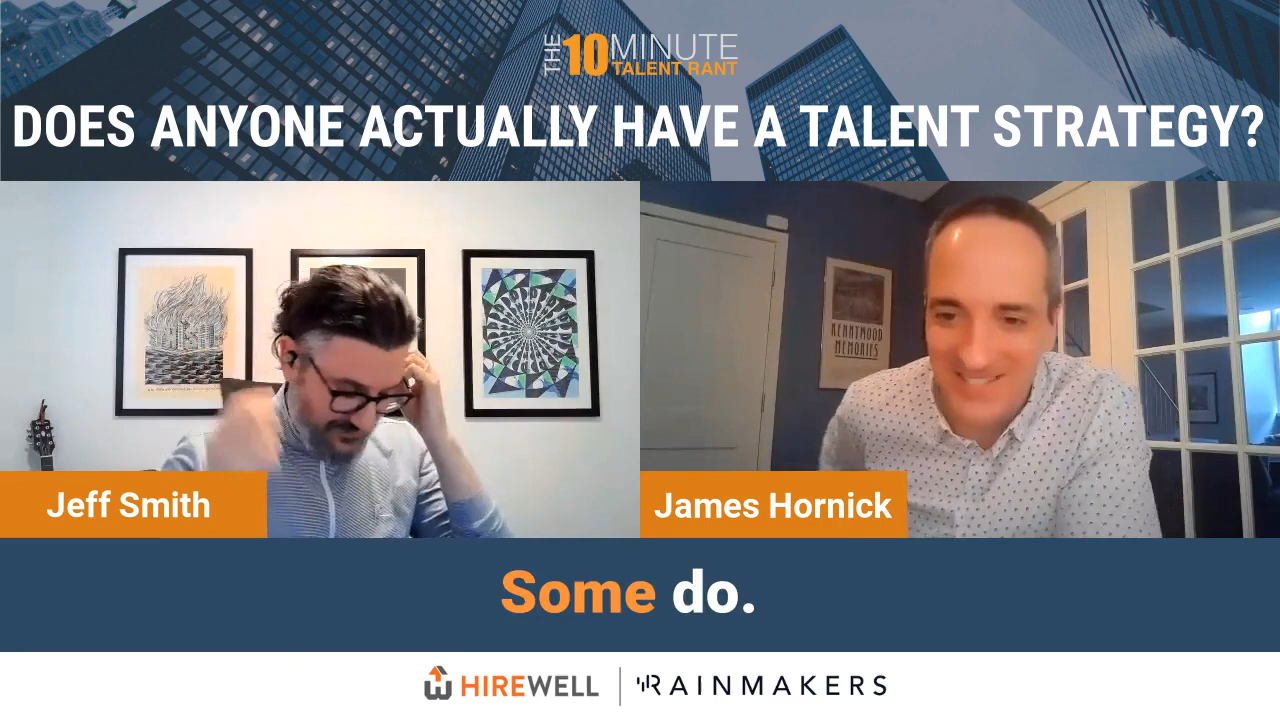 THE 10 MINUTE
TALENT RANT
DOES ANYONE ACTUALLY HAVE A TALENT STRATEGY?
KENNYWOOD
MEMORIES
Jeff Smith
James Hornick
Some do.
HIREWELL
RAINMAKERS